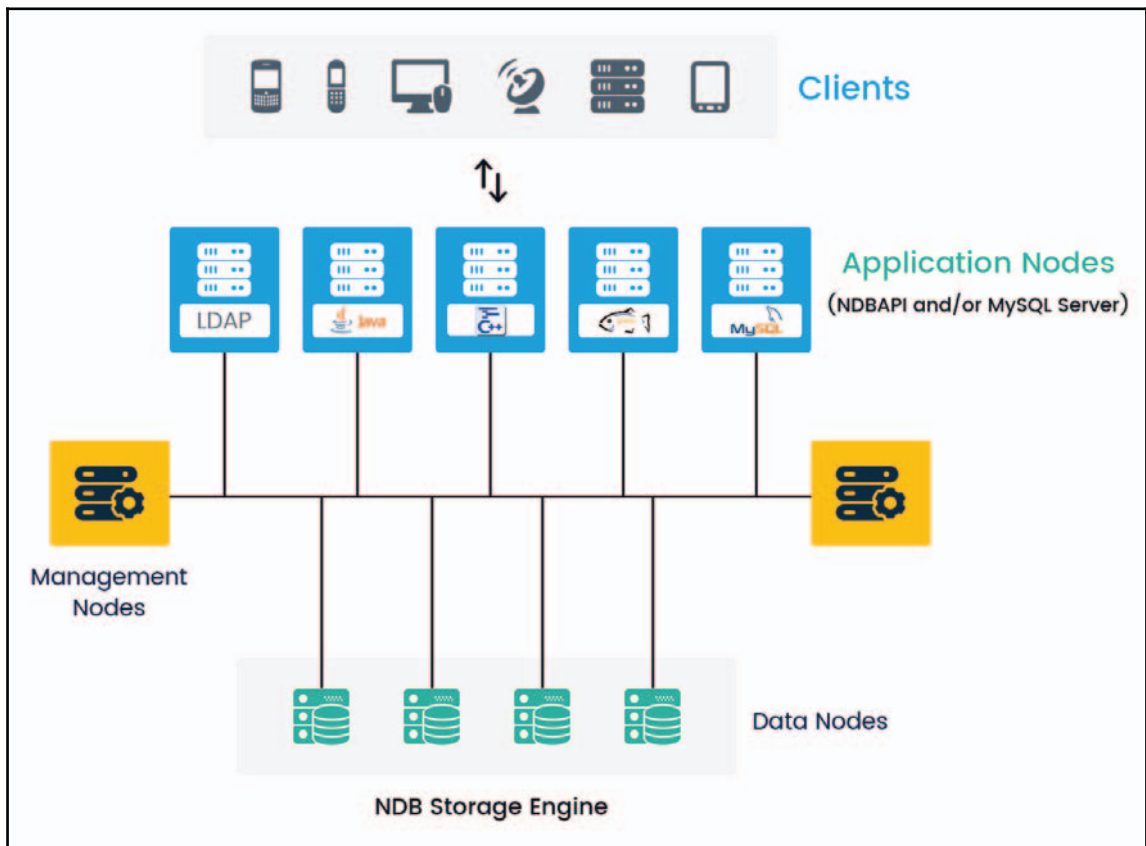 Clients
Application Nodes
(NDBAPI and/or MySQL Server)
LDAP
Java
C++
MySQL
Management
Nodes
Data Nodes
NDB Storage Engine